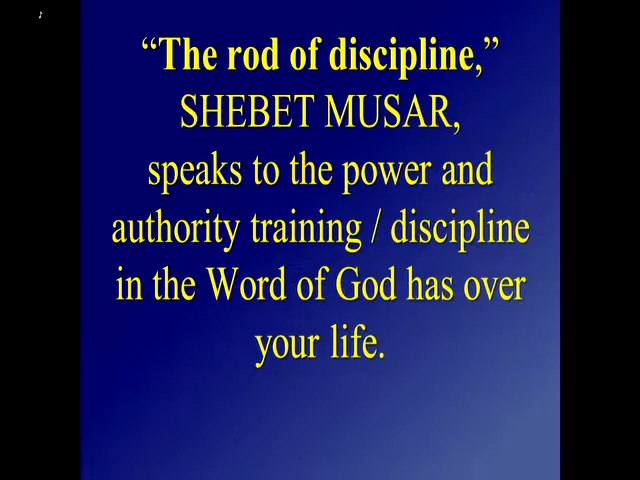 “The rod of discipline,”
SHEBET MUSAR,
speaks to the power and
authority training / discipline
in the Word of God has over
your life.